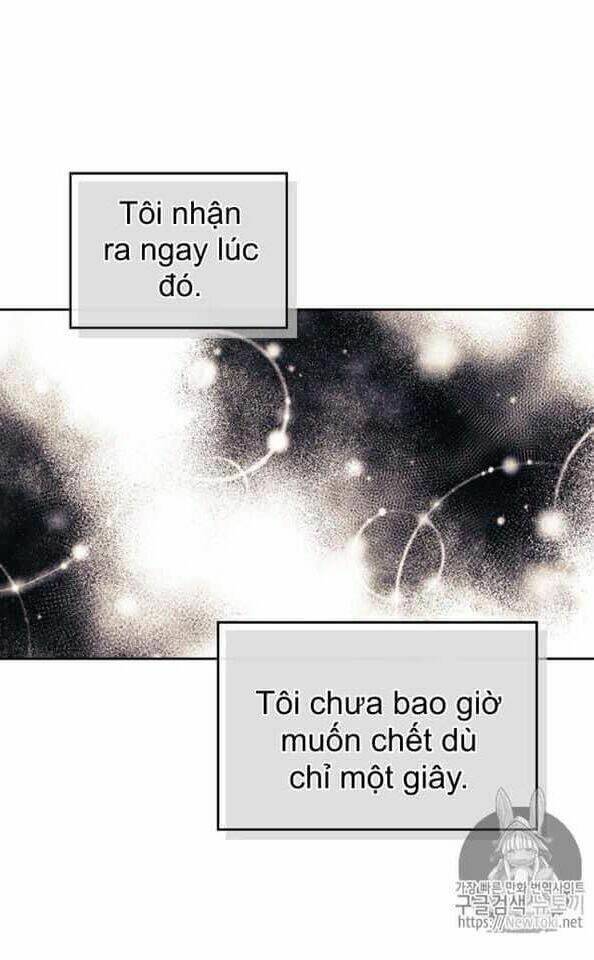 Tôi nhận
ra ngay lúc
đó.
Tôi chưa bao giờ
muốn chết dù
chỉ một giây.
가장 빠른 만화 번역사이트
구글검색 뉴토끼
https://NewToki.net